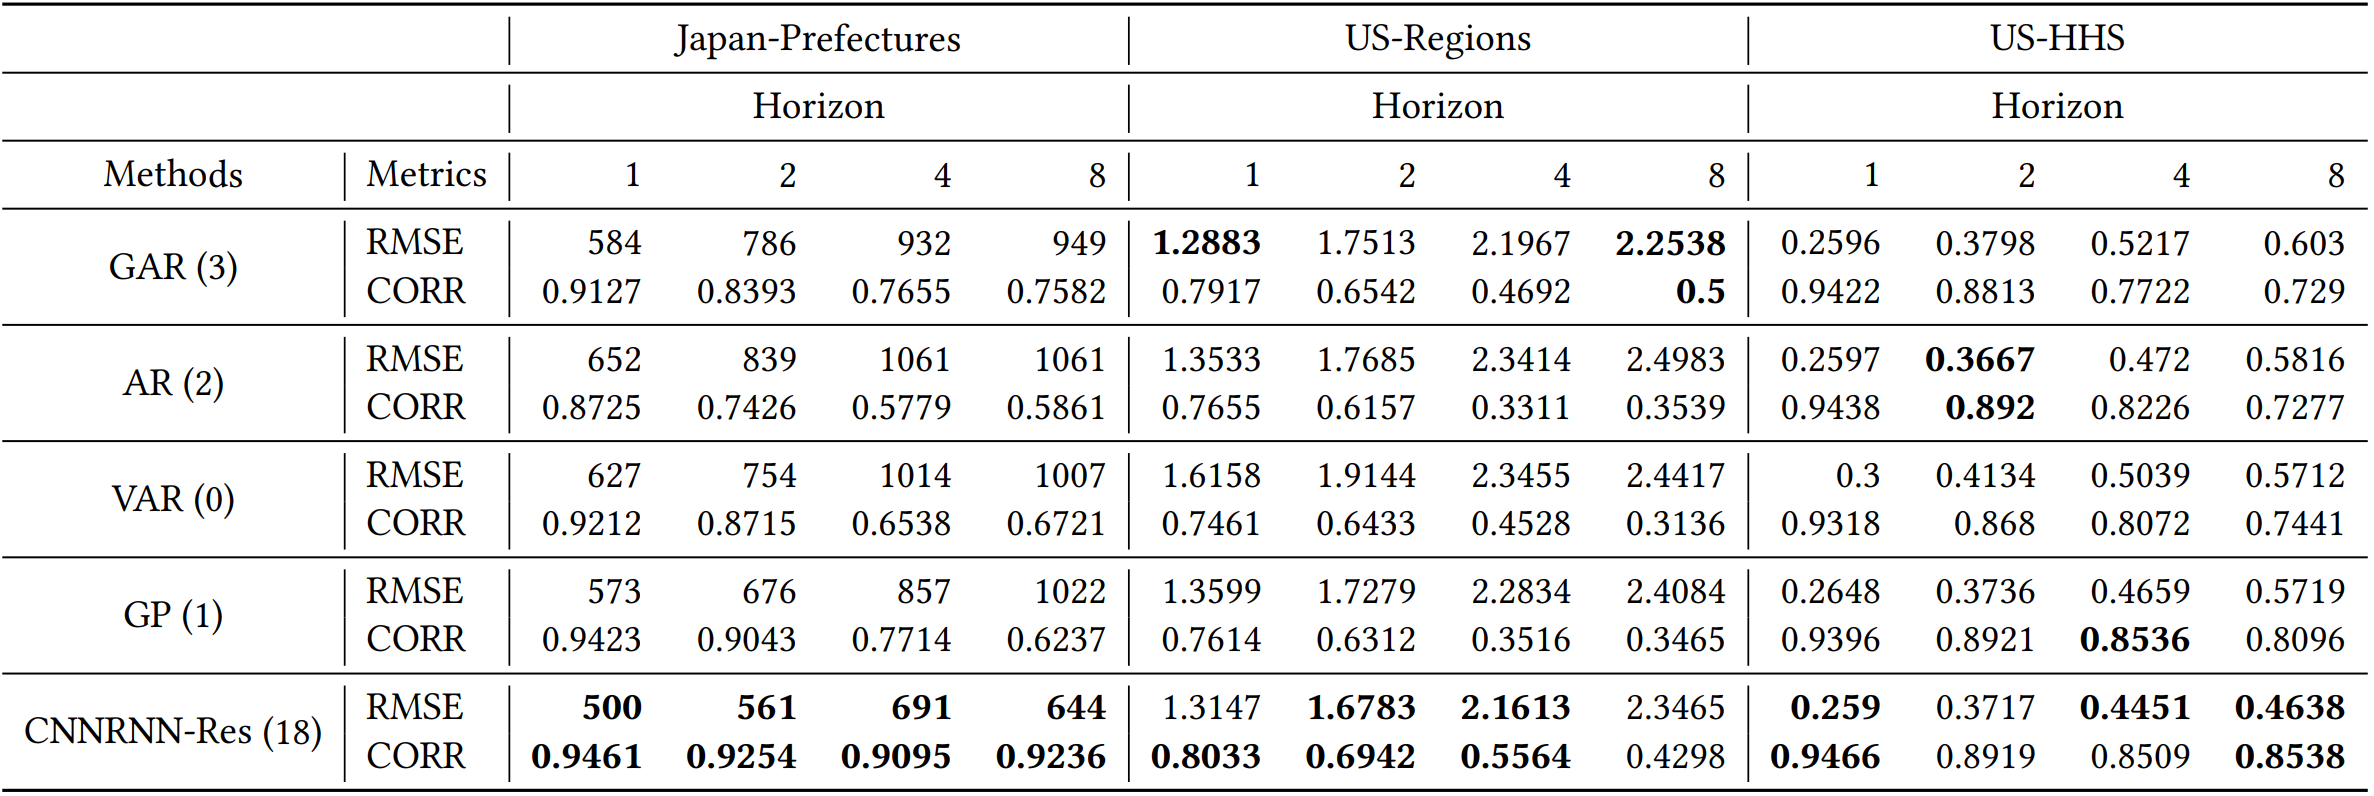 Japan-Prefectures US-Regions US-HHS
Horizon Horizon Horizon
Methods Metrics 1 2 4 8 1 2 4 8 1 2 4 8
GAR (3)
RMSE 584 786 932 949 1.2883 1.7513 2.1967 2.2538 0.2596 0.3798 0.5217 0.603
CORR 0.9127 0.8393 0.7655 0.7582 0.7917 0.6542 0.4692 0.5 0.9422 0.8813 0.7722 0.729
AR (2)
RMSE 652 839 1061 1061 1.3533 1.7685 2.3414 2.4983 0.2597 0.3667 0.472 0.5816
CORR 0.8725 0.7426 0.5779 0.5861 0.7655 0.6157 0.3311 0.3539 0.9438 0.892 0.8226 0.7277
VAR (0)
RMSE 627 754 1014 1007 1.6158 1.9144 2.3455 2.4417 0.3 0.4134 0.5039 0.5712
CORR 0.9212 0.8715 0.6538 0.6721 0.7461 0.6433 0.4528 0.3136 0.9318 0.868 0.8072 0.7441
GP (1)
RMSE 573 676 857 1022 1.3599 1.7279 2.2834 2.4084 0.2648 0.3736 0.4659 0.5719
CORR 0.9423 0.9043 0.7714 0.6237 0.7614 0.6312 0.3516 0.3465 0.9396 0.8921 0.8536 0.8096
CNNRNN-Res (18)
RMSE 500 561 691 644 1.3147 1.6783 2.1613 2.3465 0.259 0.3717 0.4451 0.4638
CORR 0.9461 0.9254 0.9095 0.9236 0.8033 0.6942 0.5564 0.4298 0.9466 0.8919 0.8509 0.8538